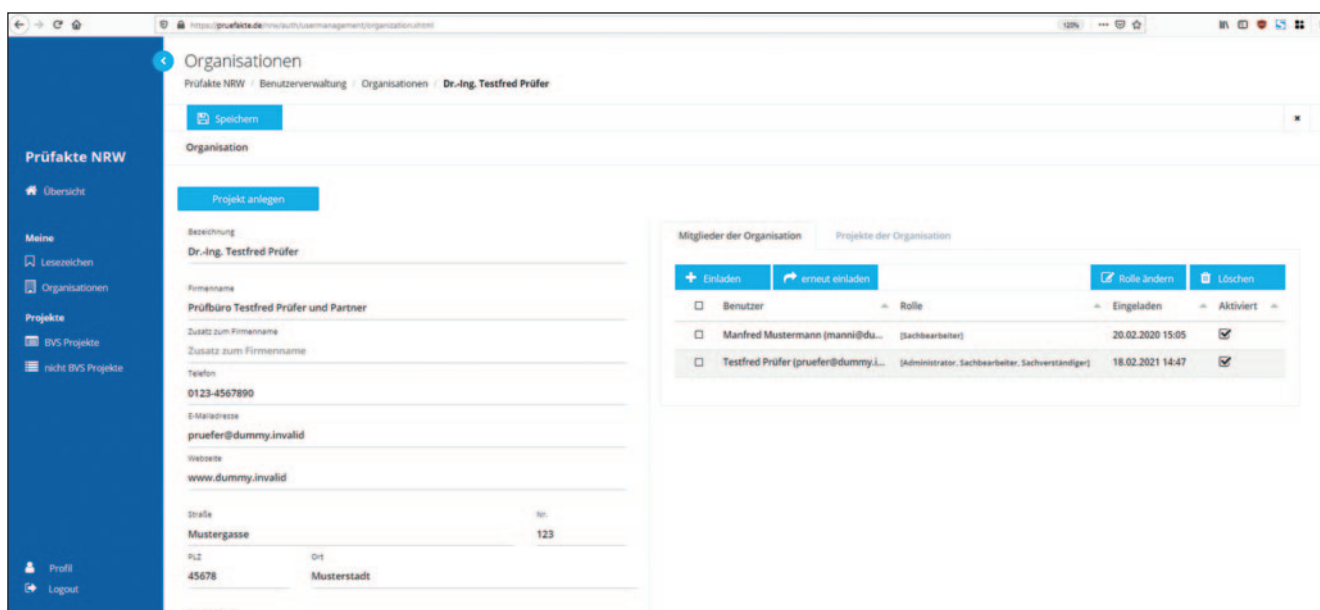 https://pruefakte.de/nrw/auth/usermanagement/organization.xhtml 120%
Organisationen
Prüfakte NRW / Benutzerverwaltung / Organisationen / Dr.-Ing. Testfred Prüfer
Speichern
Organisation
Prüfakte NRW
Übersicht
Meine
Lesezeichen
Organisationen
Projekte
BVS Projekte
nicht BVS Projekte
Profil
Logout
Projekt anlegen
Bezeichnung
Dr.-Ing. Testfred Prüfer
Firmenname
Prüfbüro Testfred Prüfer und Partner
Zusatz zum Firmenname
Zusatz zum Firmenname
Telefon
0123-4567890
E-Mailadresse
pruefer@dummy.invalid
Webseite
www.dummy.invalid
Straße Nr.
Mustergasse 123
PLZ Ort
45678 Musterstadt
Mitglieder der Organisation Projekte der Organisation
Einladen erneut einladen Rolle ändern Löschen
Benutzer Rolle Eingeladen Aktiviert
Manfred Mustermann (manni@du... [Sachbearbeiter] 20.02.2020 15:05
Testfred Prüfer (pruefer@dummy.i... [Administrator, Sachbearbeiter, Sachverständiger] 18.02.2021 14:47